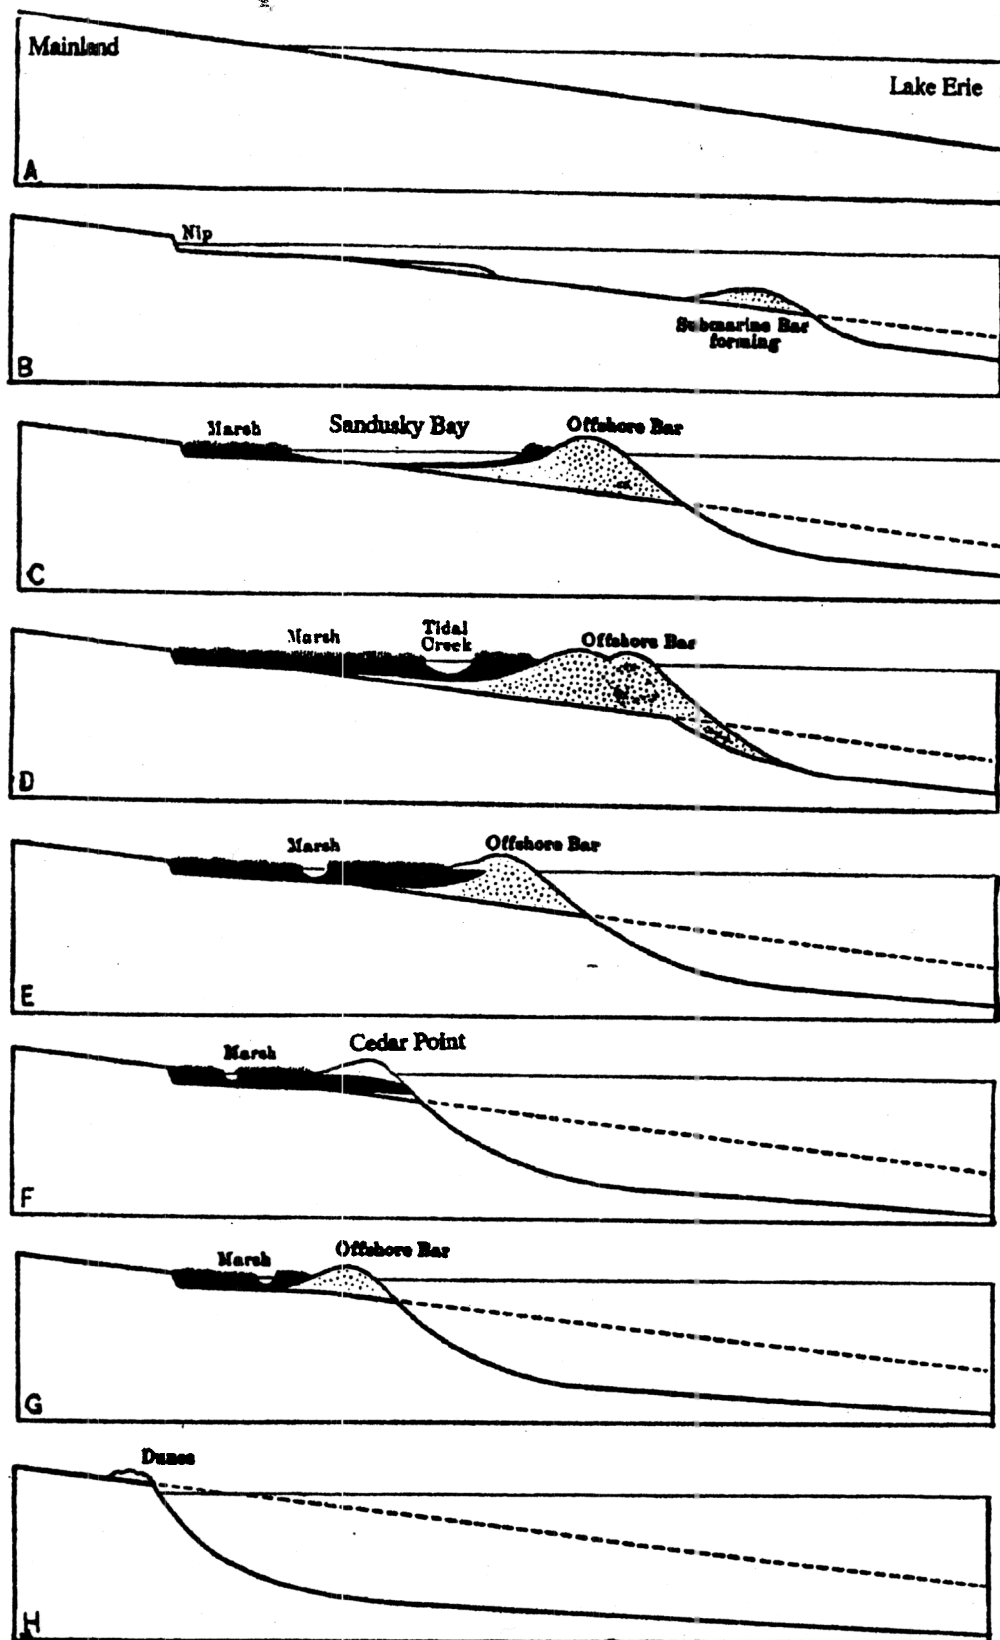 Mainland
Lake Erie
A
Nip
Submarine Bar
forming
B
Marsh
Sandusky Bay
Offshore Bar
C
Marsh
Tidal
Creek
Offshore Bar
D
Marsh
Offshore Bar
E
Marsh
Cedar Point
F
Marsh
Offshore Bar
G
Dunes
H